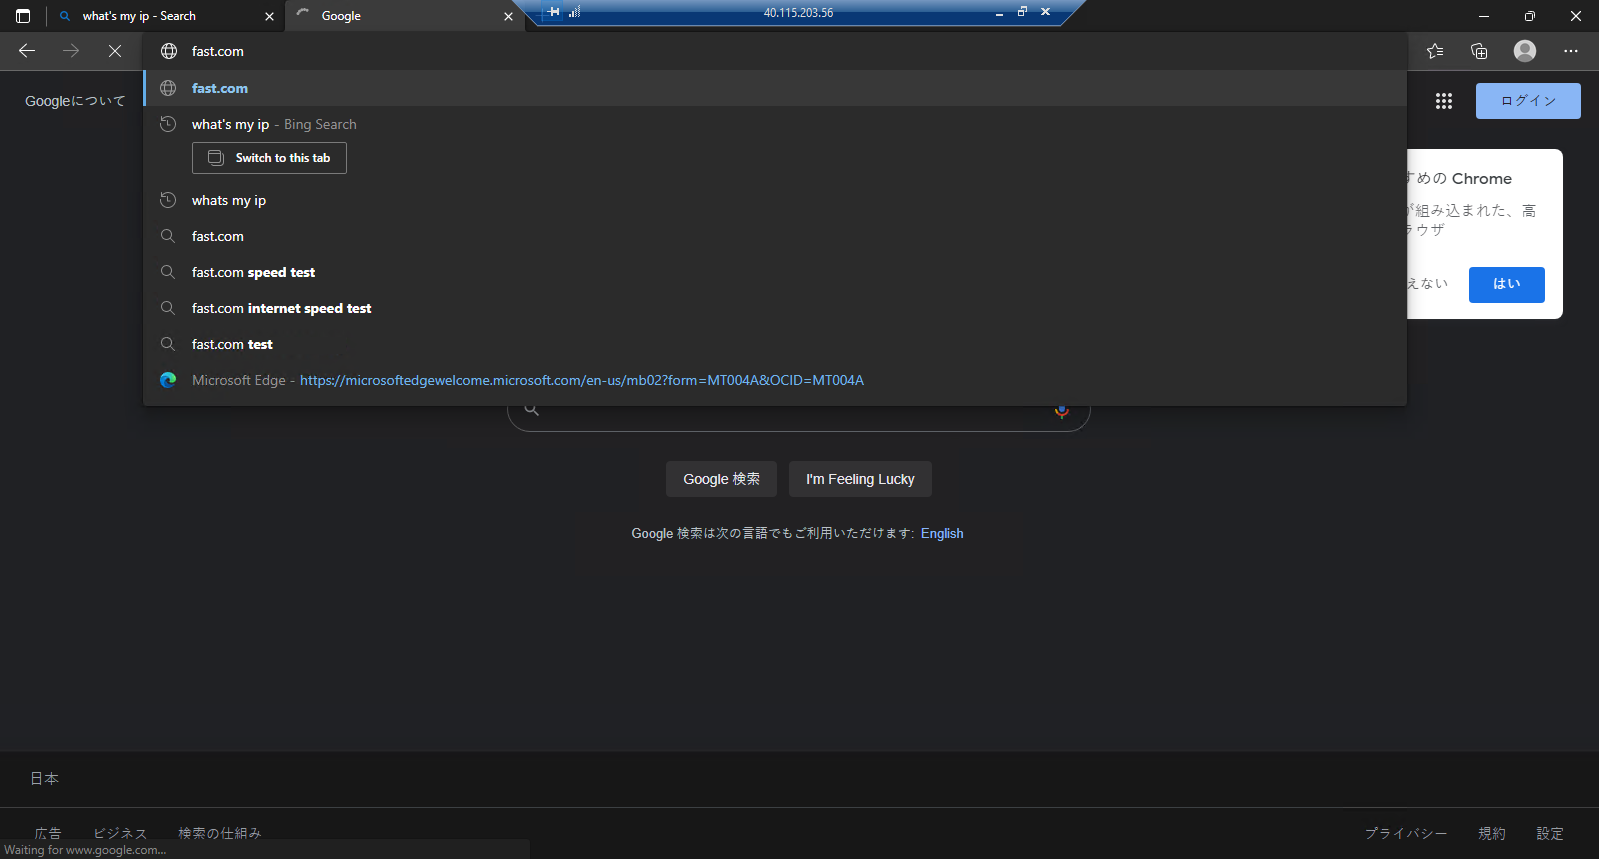 what's my ip - Search
Google
40.115.203.56
fast.com
Googleについて
fast.com
ログイン
what's my ip - Bing Search
Switch to this tab
すめの Chrome
whats my ip
が組み込まれた、高
ラウザ
fast.com
fast.com speed test
えない
はい
fast.com internet speed test
fast.com test
Microsoft Edge - https://microsoftedgewelcome.microsoft.com/en-us/mb02?form=MT004A&OCID=MT004A
Google 検索
I'm Feeling Lucky
Google 検索は次の言語でもご利用いただけます: English
日本
広告 ビジネス 検索の仕組み
プライバシー 規約 設定
Waiting for www.google.com...